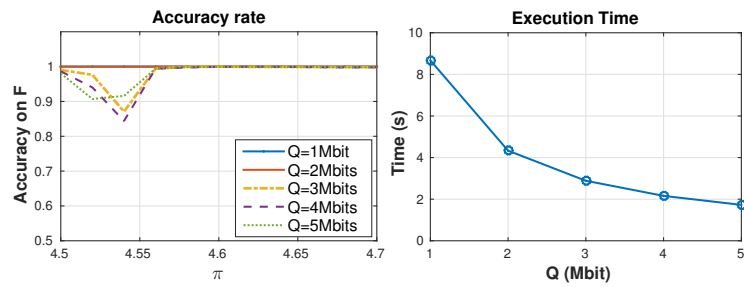 Accuracy rate
Accuracy on F
1
0.9
0.8
0.7
0.6
0.5
4.5 4.55 4.6 4.65 4.7
π
Q=1Mbit
Q=2Mbits
Q=3Mbits
Q=4Mbits
Q=5Mbits
Execution Time
Time (s)
10
8
6
4
2
0
1 2 3 4 5
Q (Mbit)